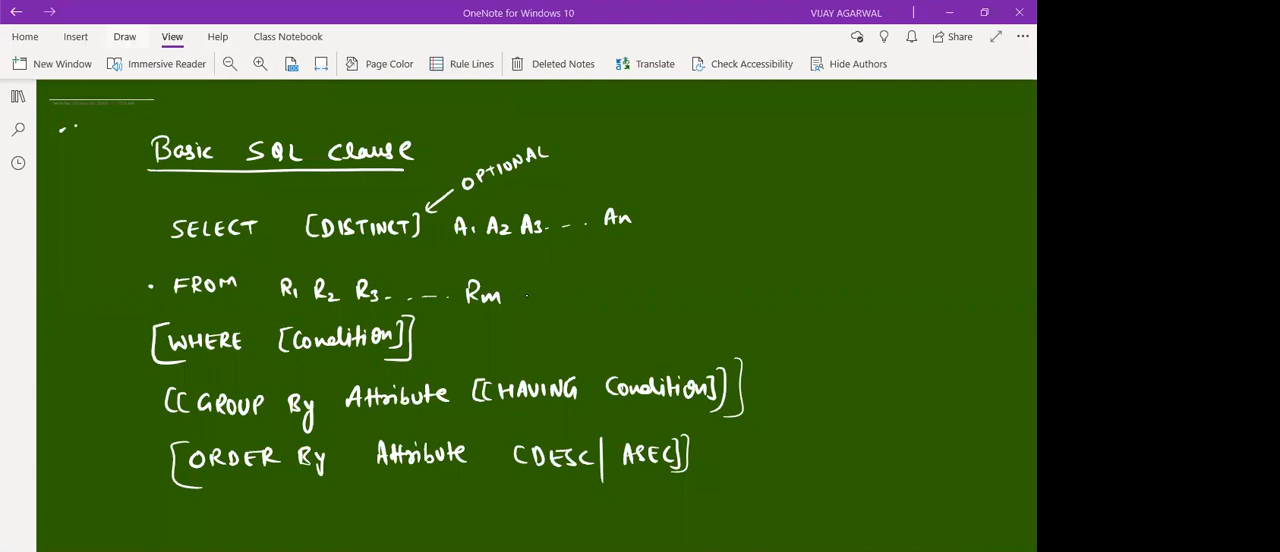 OneNote for Windows 10
VIJAY AGARWAL
Home Insert Draw View Help Class Notebook Share
New Window Immersive Reader Page Color Rule Lines Deleted Notes Translate Check Accessibility Hide Authors
Basic SQL Clause
OPTIONAL
SELECT [DISTINCT] A1 A2 A3. - - . An
. FROM R1 R2 R3. . - - . Rm
[WHERE [Condition]]
[[GROUP By Attribute [[HAVING Condition]]]
[ORDER By Attribute [DESC | ASEC]]